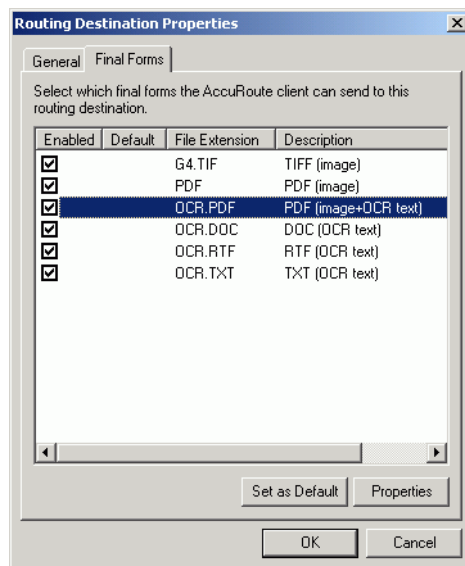 Routing Destination Properties
General Final Forms
Select which final forms the AccuRoute client can send to this
routing destination.
Enabled Default File Extension Description
G4.TIF TIFF (image)
PDF PDF (image)
OCR.PDF PDF (image+OCR text)
OCR.DOC DOC (OCR text)
OCR.RTF RTF (OCR text)
OCR.TXT TXT (OCR text)
Set as Default Properties
OK Cancel